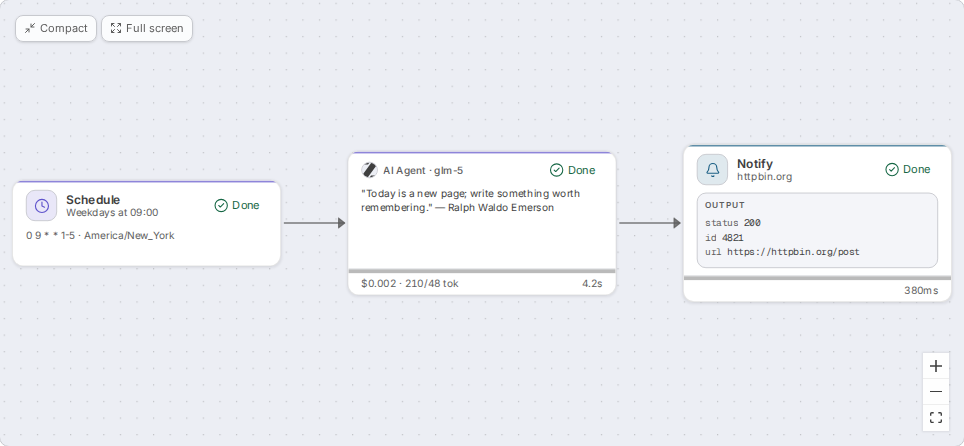 Compact
Full screen
Schedule
Weekdays at 09:00
Done
0 9 * * 1-5 · America/New_York
AI Agent · glm-5
Done
"Today is a new page; write something worth
remembering." — Ralph Waldo Emerson
$0.002 · 210/48 tok
4.2s
Notify
httpbin.org
Done
OUTPUT
status 200
id 4821
url https://httpbin.org/post
380ms